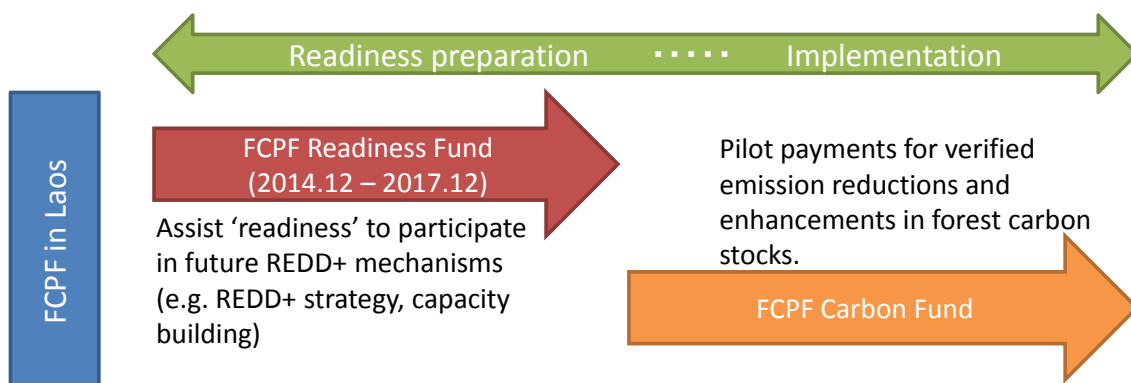 Readiness preparation ····· Implementation
FCPF in Laos
FCPF Readiness Fund
(2014.12 – 2017.12)
Assist ‘readiness’ to participate
in future REDD+ mechanisms
(e.g. REDD+ strategy, capacity
building)
Pilot payments for verified
emission reductions and
enhancements in forest carbon
stocks.
FCPF Carbon Fund